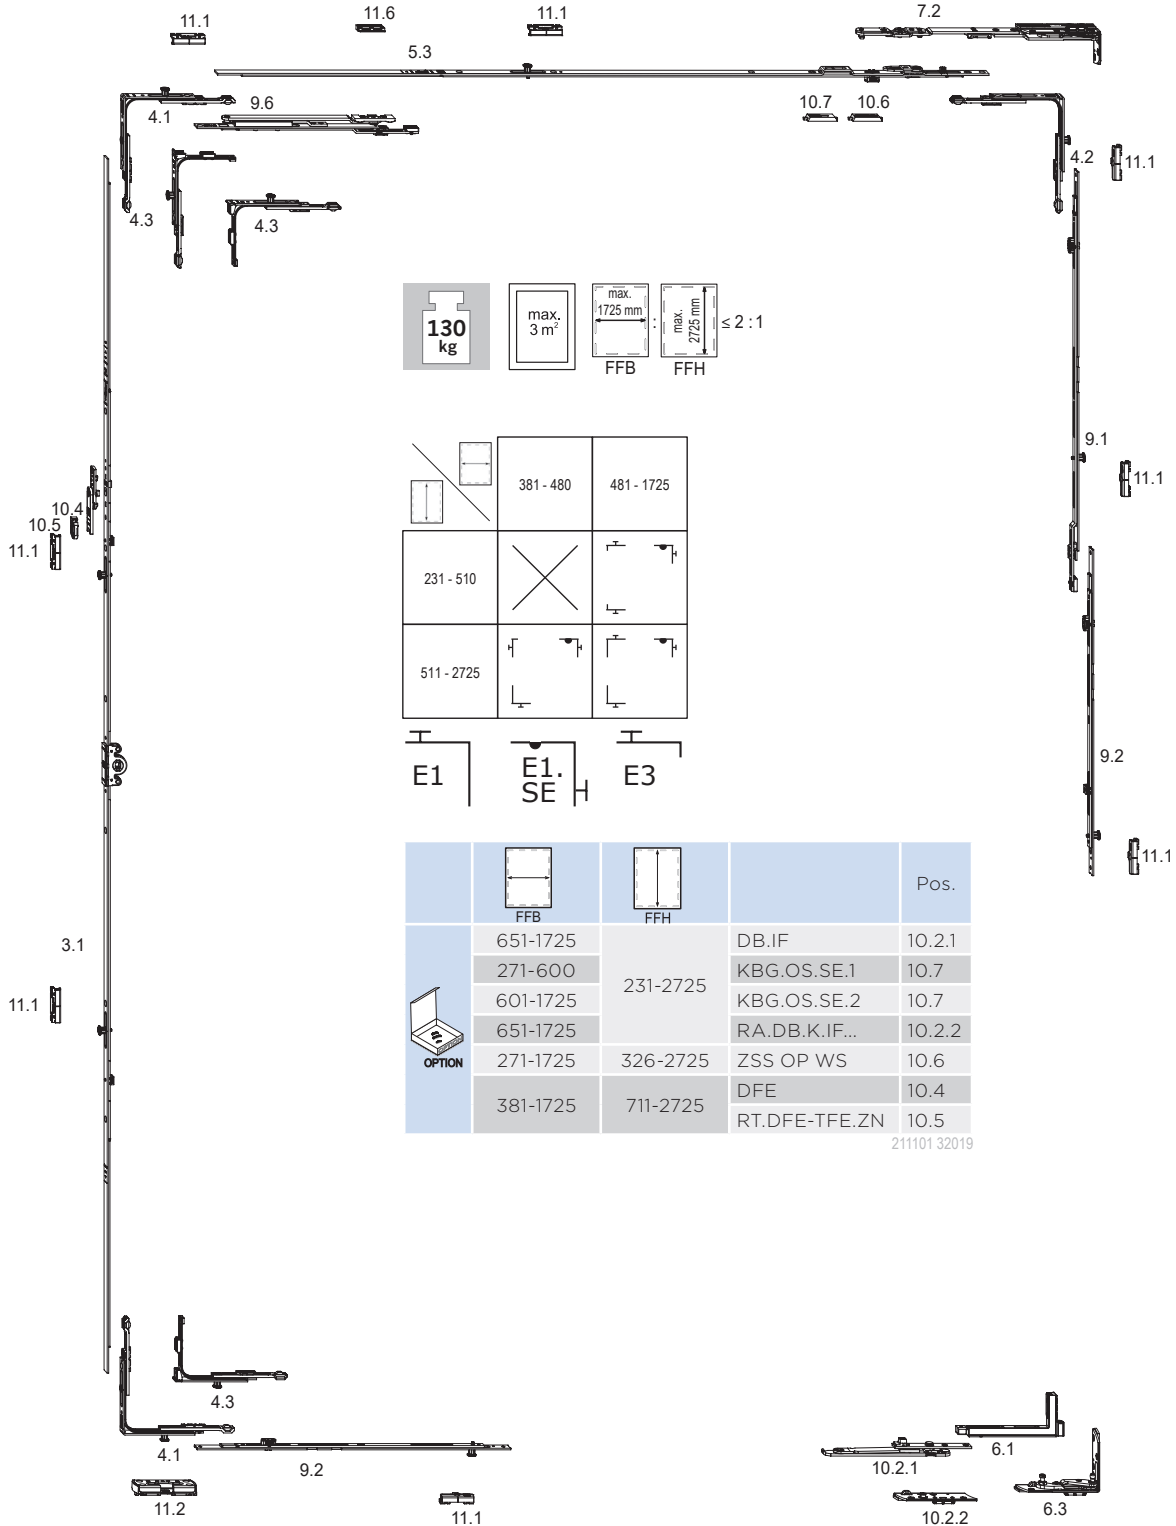 11.1
11.6
11.1
7.2
5.3
4.1
9.6
10.7
10.6
4.2
11.1
4.3
4.3
130
kg
max.
3 m²
max.
1725 mm
FFB
:
max.
2725 mm
FFH
≤ 2 : 1
9.1
11.1
10.4
10.5
11.1
381 - 480
481 - 1725
231 - 510
511 - 2725
E1
E1.
SE
E3
9.2
11.1
FFB
FFH
Pos.
OPTION
651-1725
231-2725
DB.IF
10.2.1
271-600
KBG.OS.SE.1
10.7
601-1725
KBG.OS.SE.2
10.7
651-1725
RA.DB.K.IF...
10.2.2
271-1725
326-2725
ZSS OP WS
10.6
381-1725
711-2725
DFE
10.4
RT.DFE-TFE.ZN
10.5
211101 32019
3.1
11.1
4.3
4.1
9.2
11.2
11.1
6.1
10.2.1
10.2.2
6.3